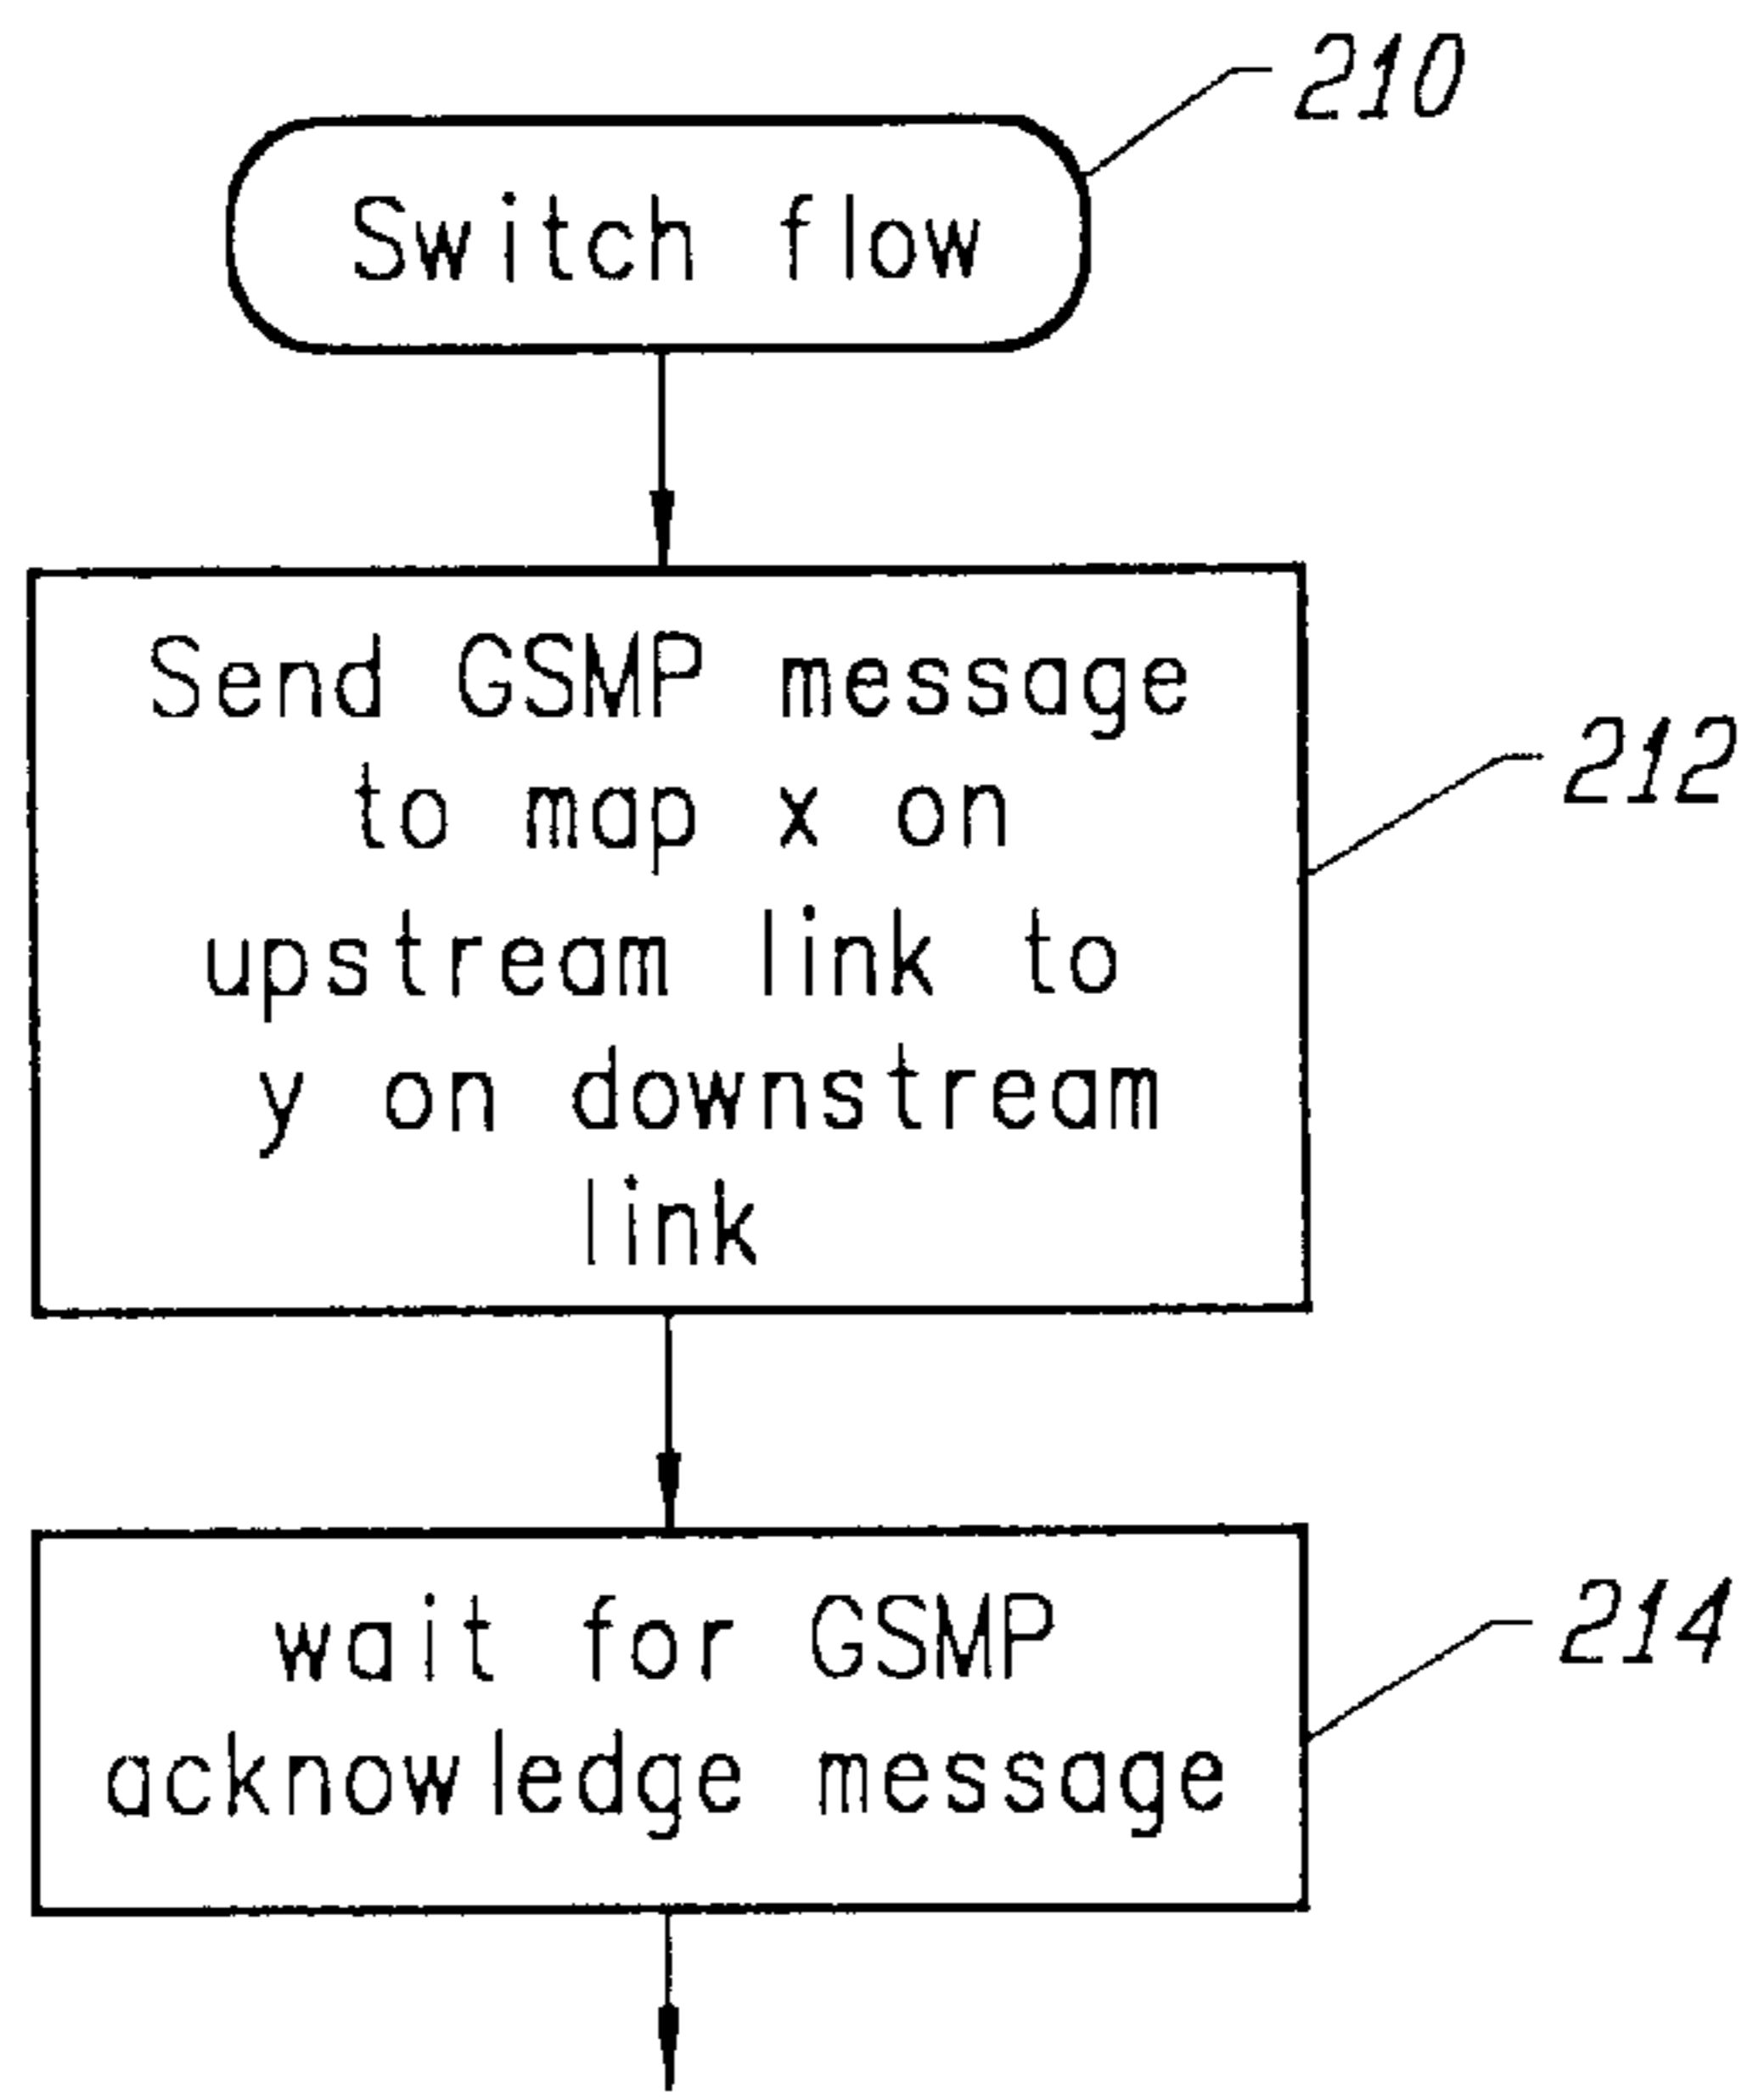 210
Switch flow
Send GSMP message
to map x on
upstream link to
y on downstream
link
212
wait for GSMP
acknowledge message
214